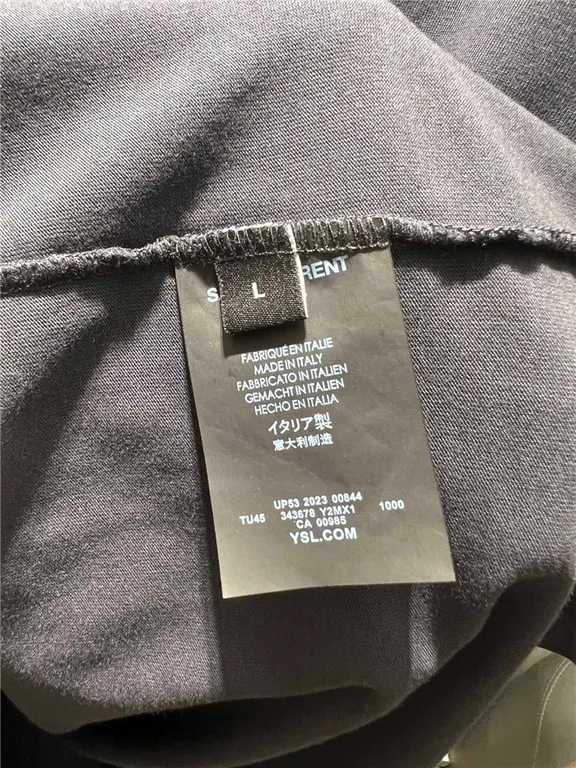 S RENT
L
FABRIQUÉ EN ITALIE
MADE IN ITALY
FABBRICATO IN ITALIEN
GEMACHT IN ITALIEN
HECHO EN ITALIA
イタリア製
意大利制造
UP53 2023 00844
TU45 343678 Y2MX1 1000
CA 00985
YSL.COM